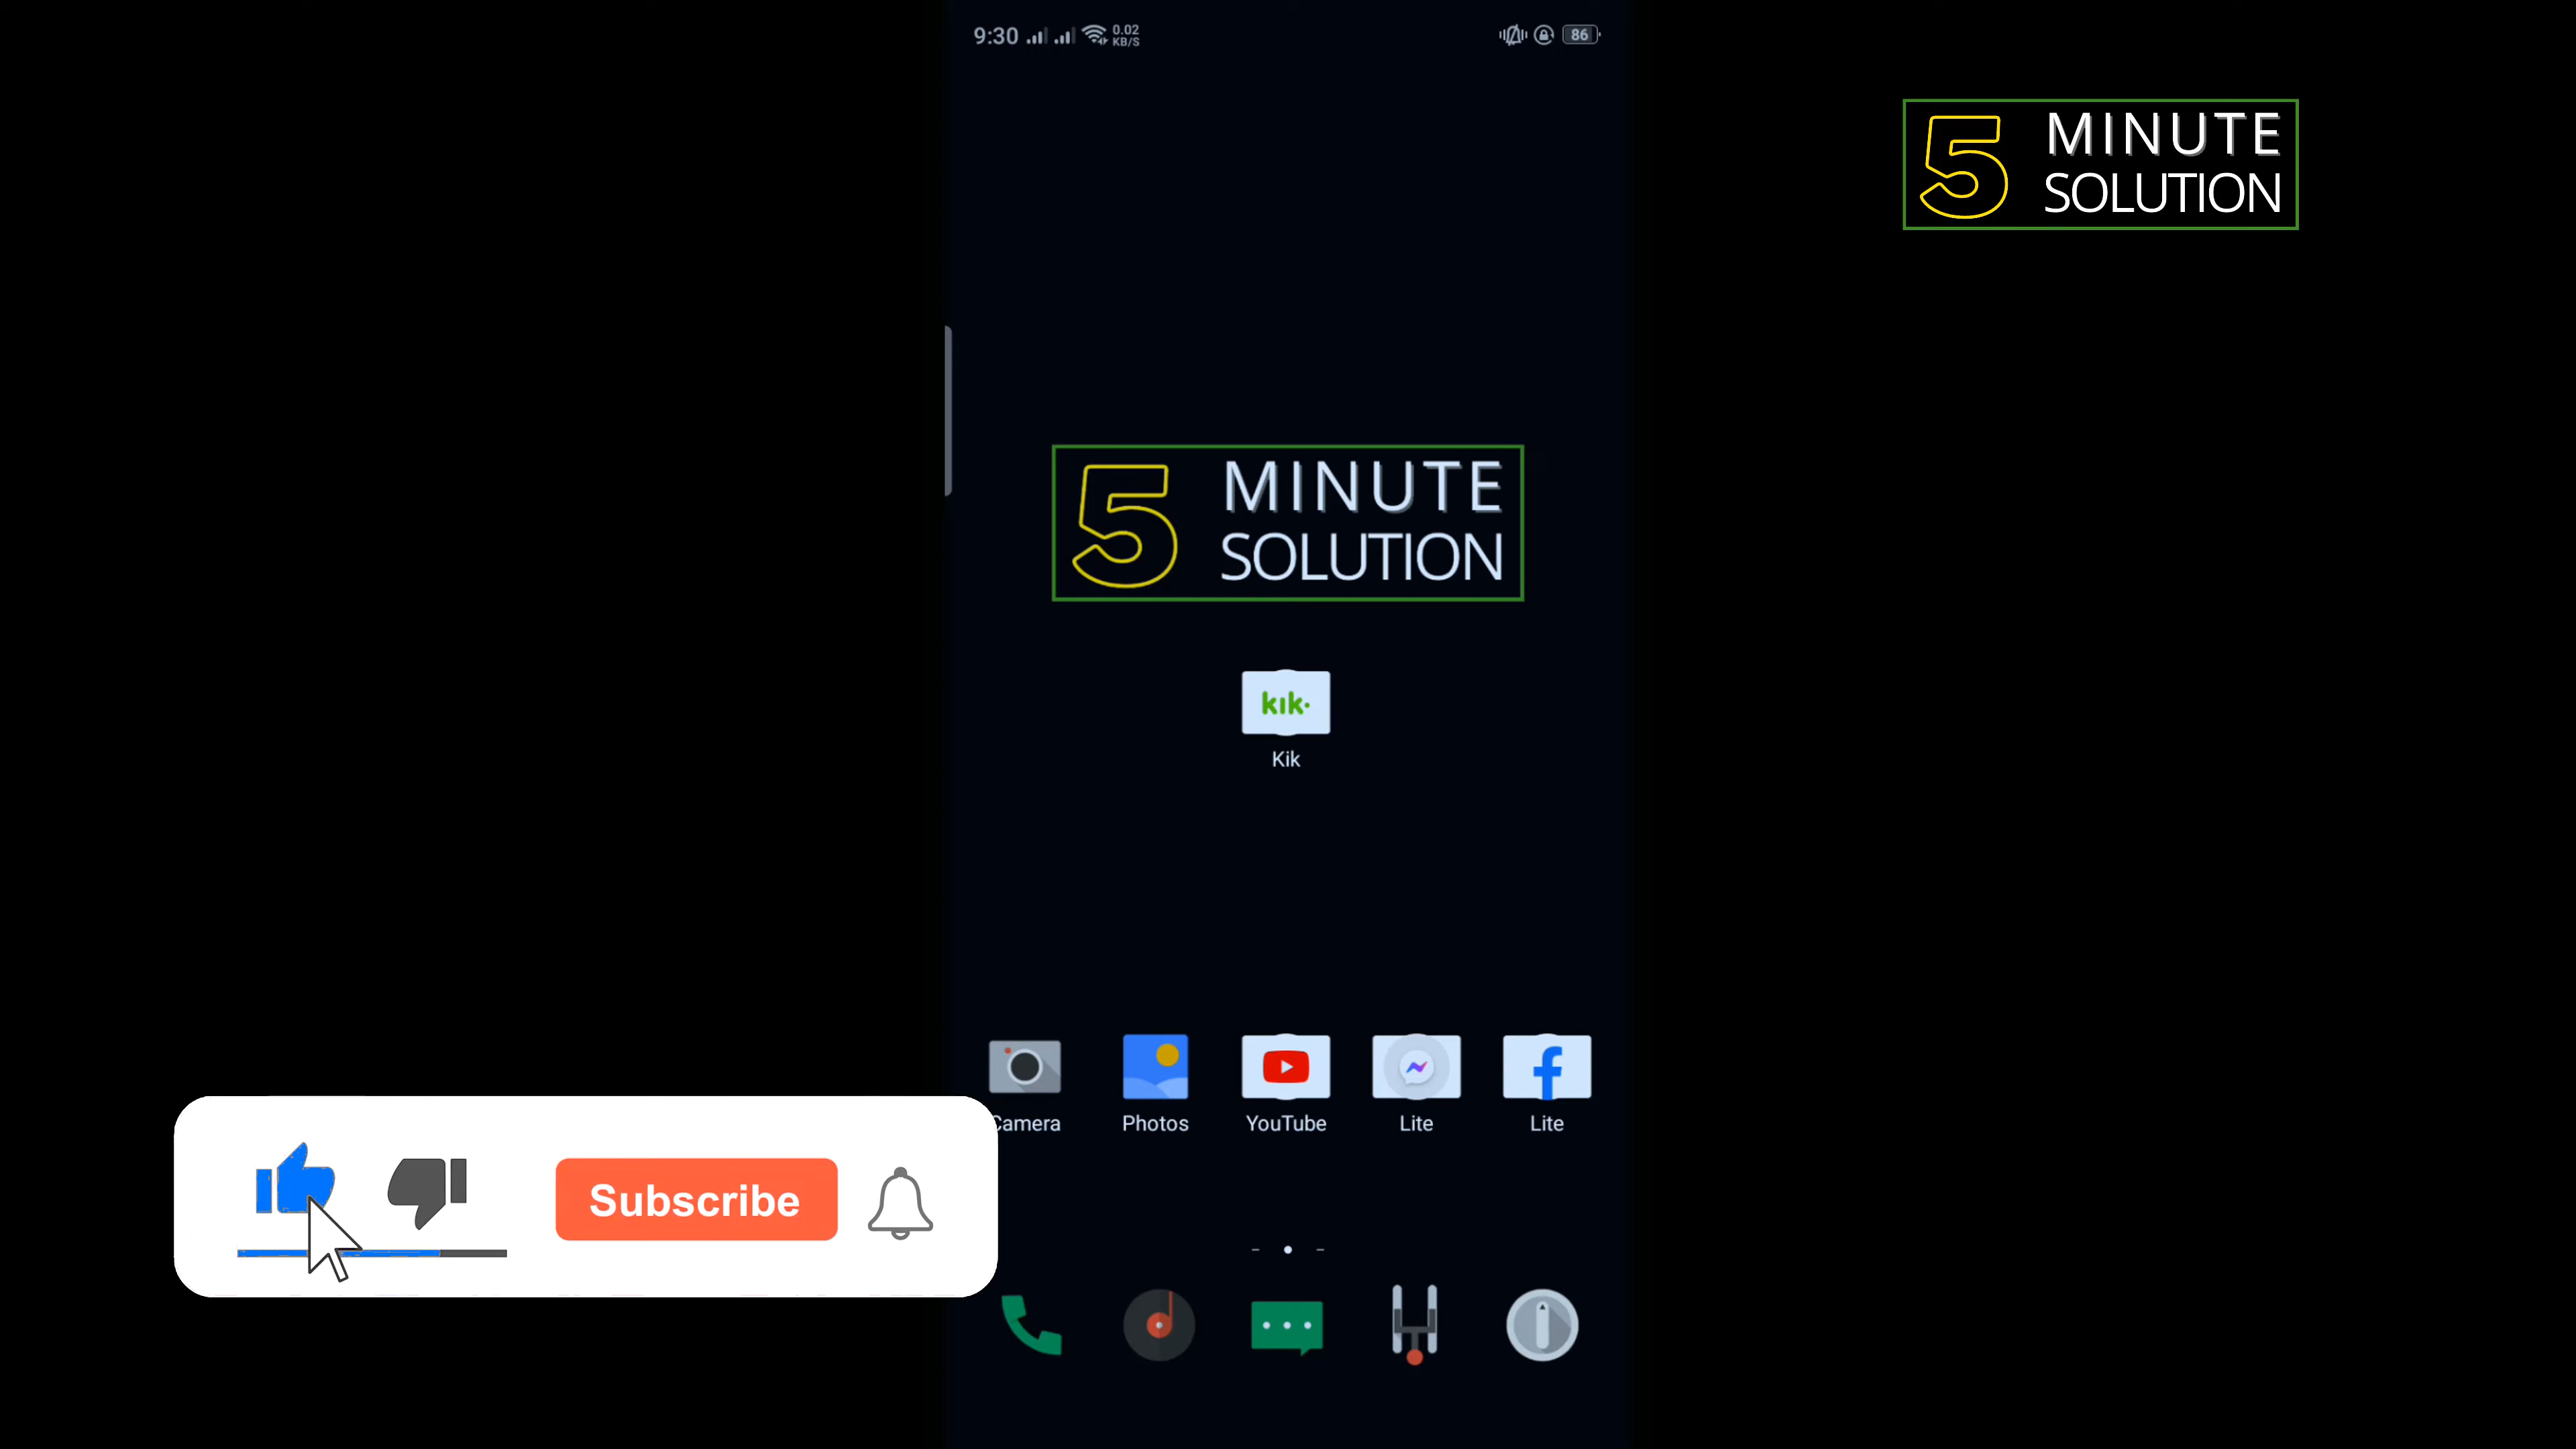 9:30 0.02 KB/S 86
5 MINUTE
SOLUTION
5 MINUTE
SOLUTION
kik.
Kik
Camera Photos YouTube Lite Lite
Subscribe